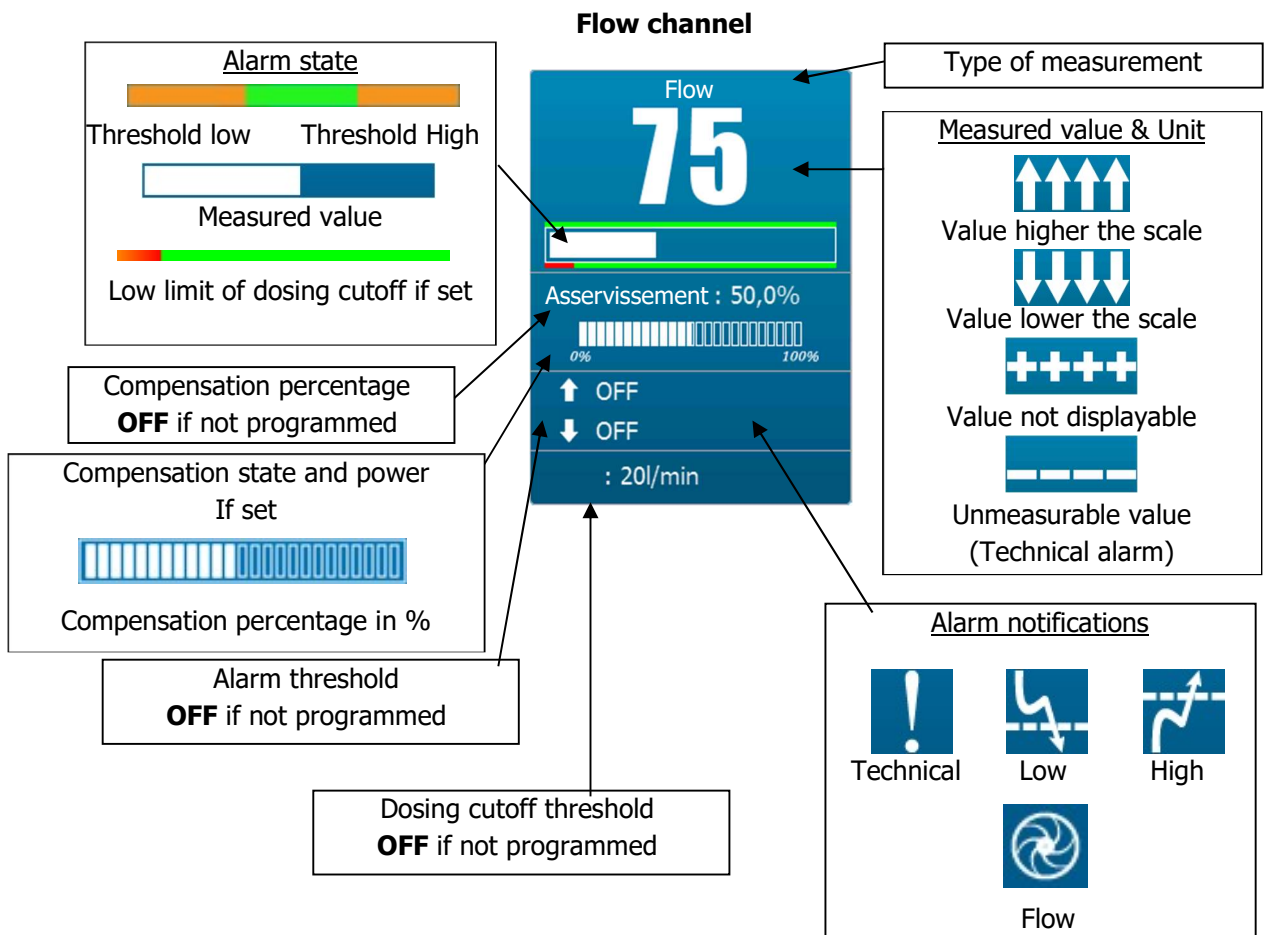 Flow channel
Alarm state
Threshold low Threshold High
Measured value
Low limit of dosing cutoff if set
Compensation percentage
OFF if not programmed
Compensation state and power
If set
Compensation percentage in %
Alarm threshold
OFF if not programmed
Dosing cutoff threshold
OFF if not programmed
Flow
75
Asservissement : 50,0%
0% 100%
OFF
OFF
: 20l/min
Type of measurement
Measured value & Unit
Value higher the scale
Value lower the scale
Value not displayable
Unmeasurable value
(Technical alarm)
Alarm notifications
Technical Low High
Flow